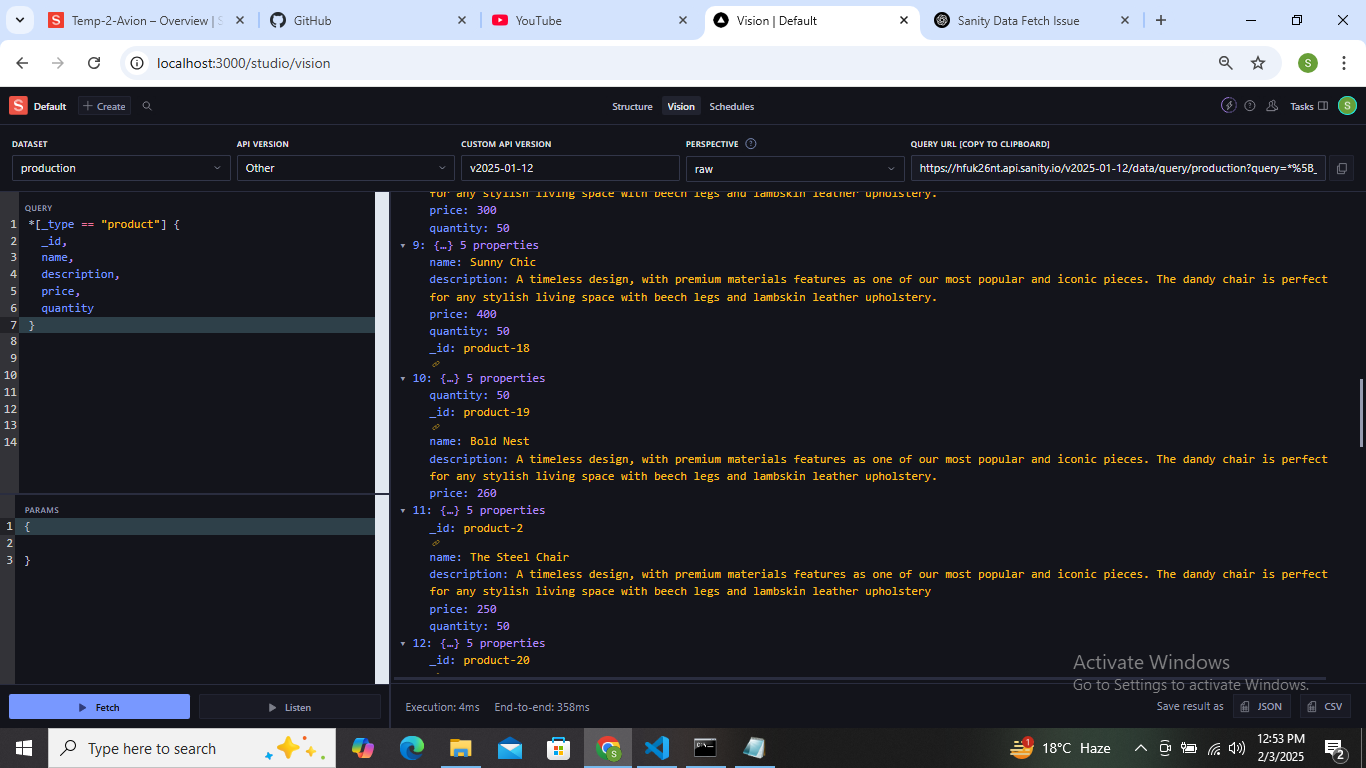 Temp-2-Avion – Overview | S
GitHub
YouTube
Vision | Default
Sanity Data Fetch Issue
localhost:3000/studio/vision
S
S Default
Create
Structure
Vision
Schedules
Tasks
S
DATASET
API VERSION
CUSTOM API VERSION
PERSPECTIVE
QUERY URL [COPY TO CLIPBOARD]
production
Other
v2025-01-12
raw
https://hfuk26nt.api.sanity.io/v2025-01-12/data/query/production?query=*%5B_
QUERY
1 *[_type == "product"] {
2 _id,
3 name,
4 description,
5 price,
6 quantity
7 }
8
9
10
11
12
13
14
PARAMS
1 {
2
3 }
Fetch
Listen
for any stylish living space with beech legs and lambskin leather upholstery.
price: 300
quantity: 50
9: {…} 5 properties
name: Sunny Chic
description: A timeless design, with premium materials features as one of our most popular and iconic pieces. The dandy chair is perfect
for any stylish living space with beech legs and lambskin leather upholstery.
price: 400
quantity: 50
_id: product-18
10: {…} 5 properties
quantity: 50
_id: product-19
name: Bold Nest
description: A timeless design, with premium materials features as one of our most popular and iconic pieces. The dandy chair is perfect
for any stylish living space with beech legs and lambskin leather upholstery.
price: 260
11: {…} 5 properties
_id: product-2
name: The Steel Chair
description: A timeless design, with premium materials features as one of our most popular and iconic pieces. The dandy chair is perfect
for any stylish living space with beech legs and lambskin leather upholstery
price: 250
quantity: 50
12: {…} 5 properties
_id: product-20
Activate Windows
Go to Settings to activate Windows.
Execution: 4ms
End-to-end: 358ms
Save result as
JSON
CSV
Type here to search
1
18°C Haze
12:53 PM
2/3/2025
2